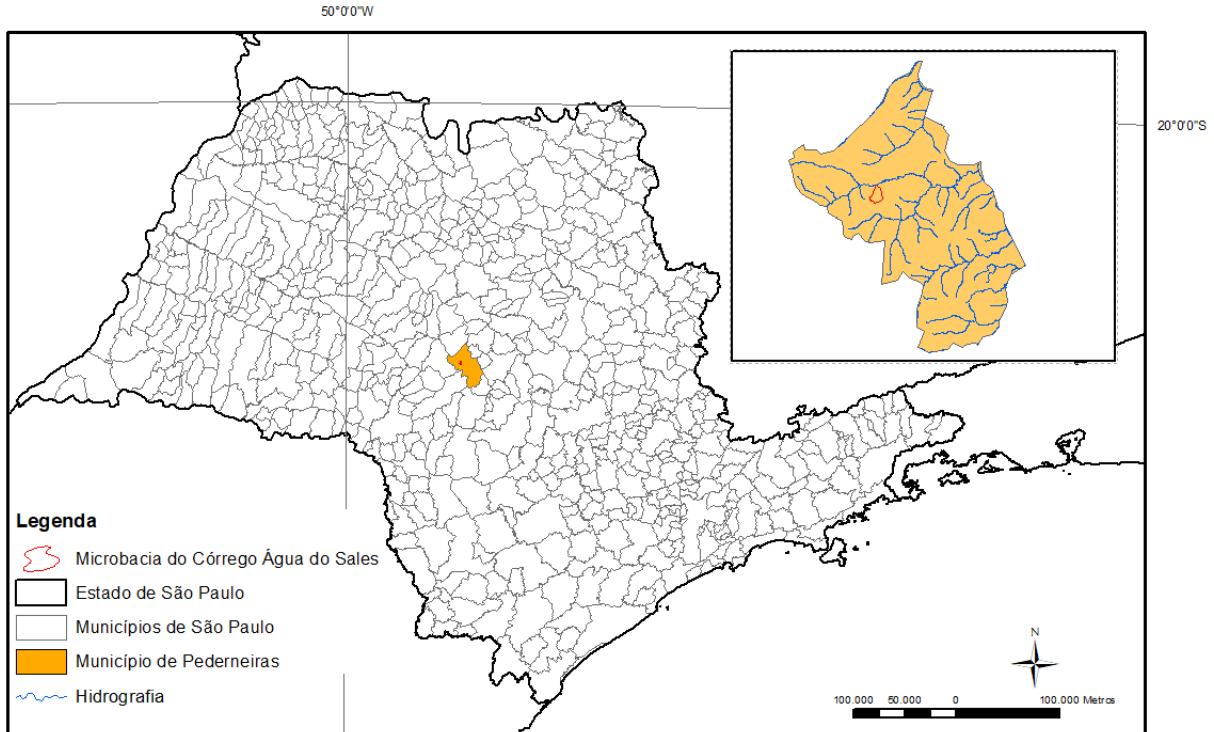 50°0'0"W
20°0'0"S
Legenda
Microbacia do Córrego Água do Sales
Estado de São Paulo
Municípios de São Paulo
Município de Pederneiras
Hidrografia
N
100.000 50.000 0 100.000 Metros